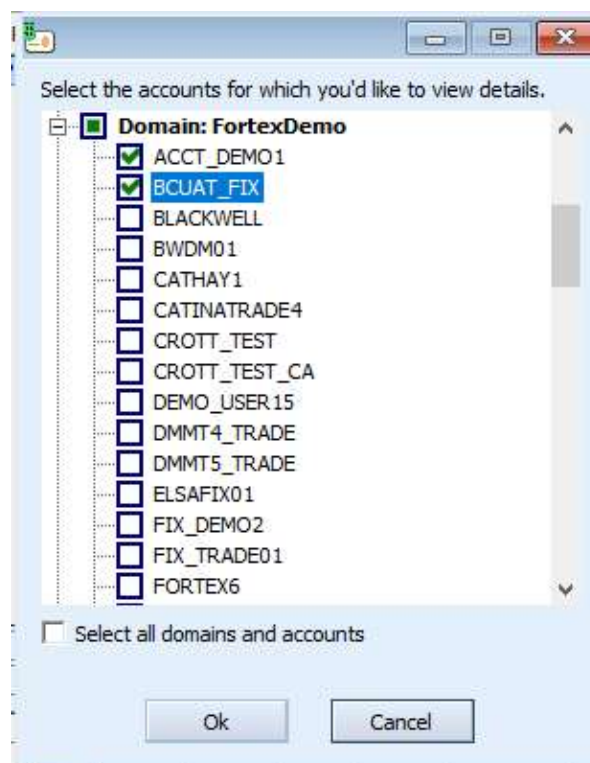 Select the accounts for which you'd like to view details.
Domain: FortexDemo
ACCT_DEMO1
BCUAT_FIX
BLACKWELL
BWDM01
CATHAY1
CATINATRADE4
CROTT_TEST
CROTT_TEST_CA
DEMO_USER15
DMMT4_TRADE
DMMT5_TRADE
ELSAFIX01
FIX_DEMO2
FIX_TRADE01
FORTEX6
Select all domains and accounts
Ok
Cancel